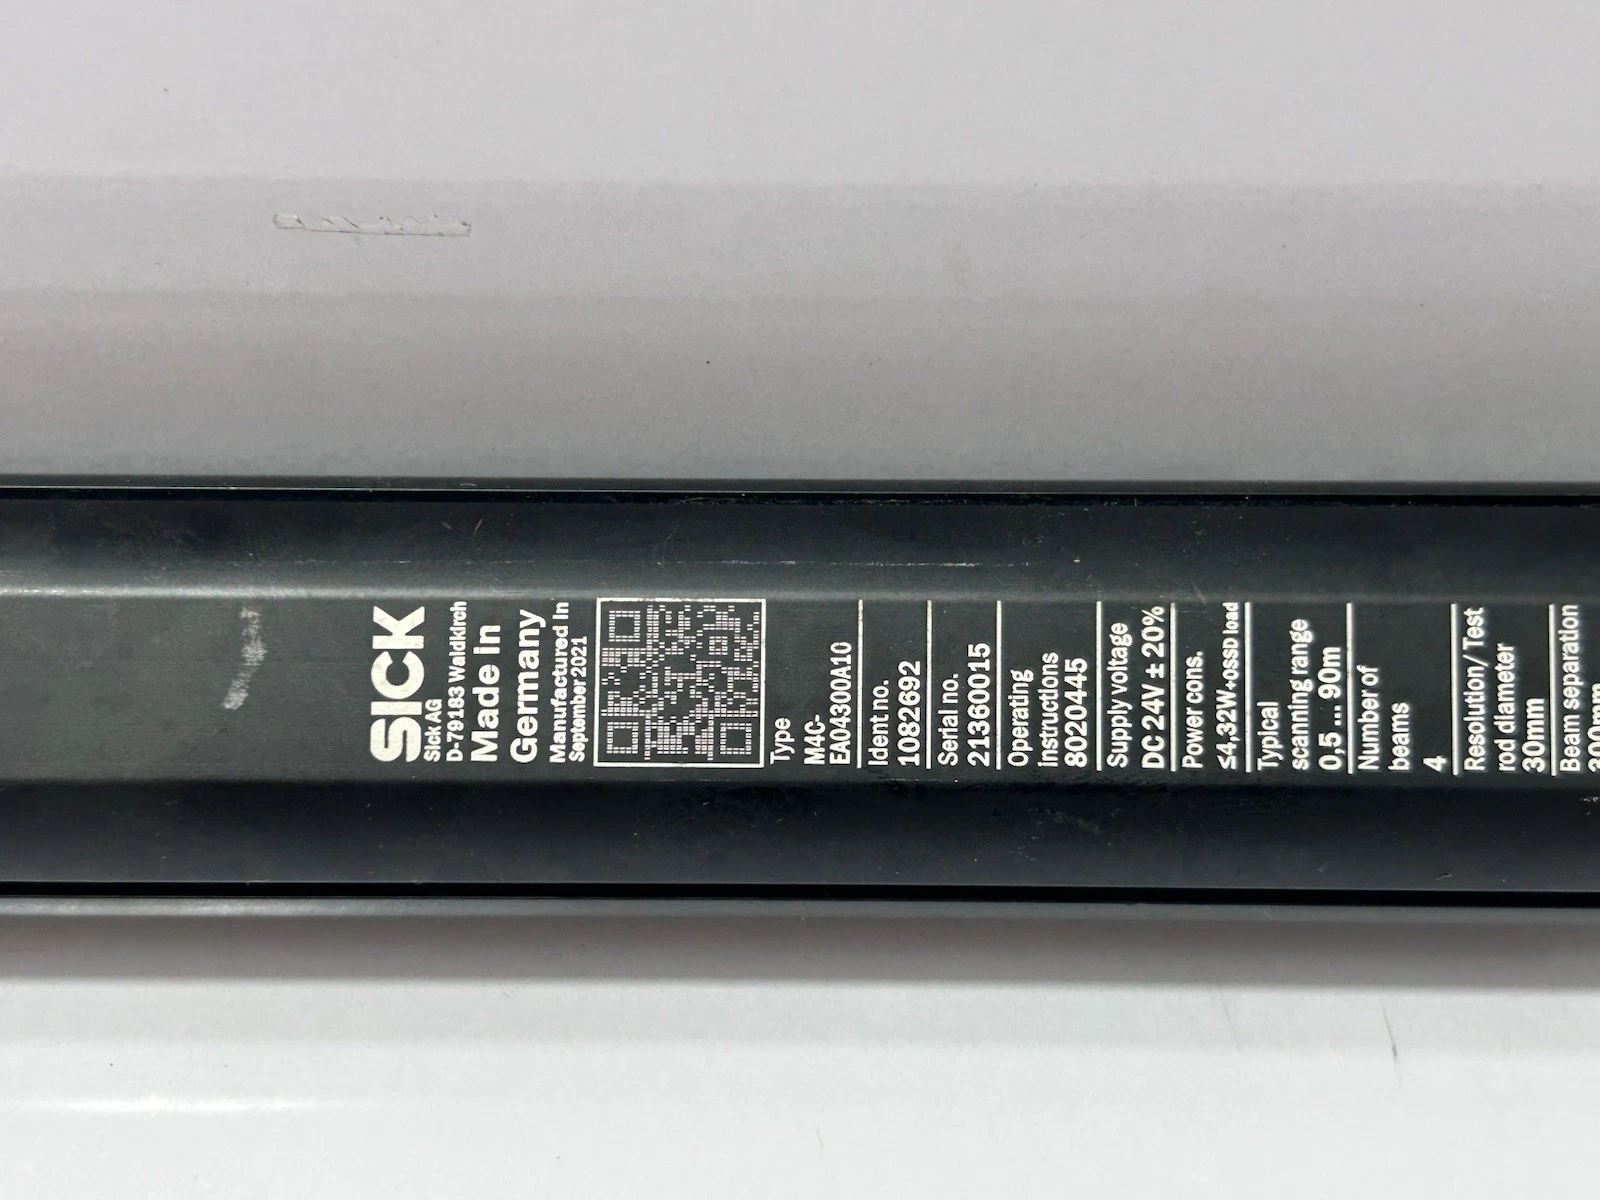 SICK
Sick AG
D-79183 Waldkirch
Made in
Germany
Manufactured in
September 2021
Type
M4C-
EA04300A10
Ident no.
1082692
Serial no.
21360015
Operating
instructions
8020445
Supply voltage
DC 24V ± 20%
Power cons.
≤4,32W+OSSD load
Typical
scanning range
0,5 ... 90m
Number of
beams
4
Resolution/ Test
rod diameter
30mm
Beam separation
300mm